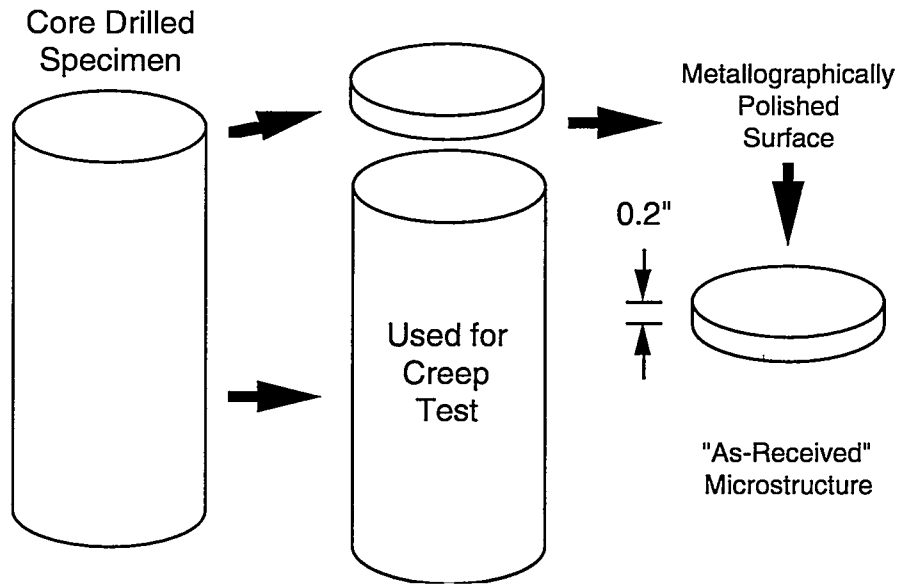 Core Drilled
Specimen
Metallographically
Polished
Surface
0.2"
Used for
Creep
Test
"As-Received"
Microstructure